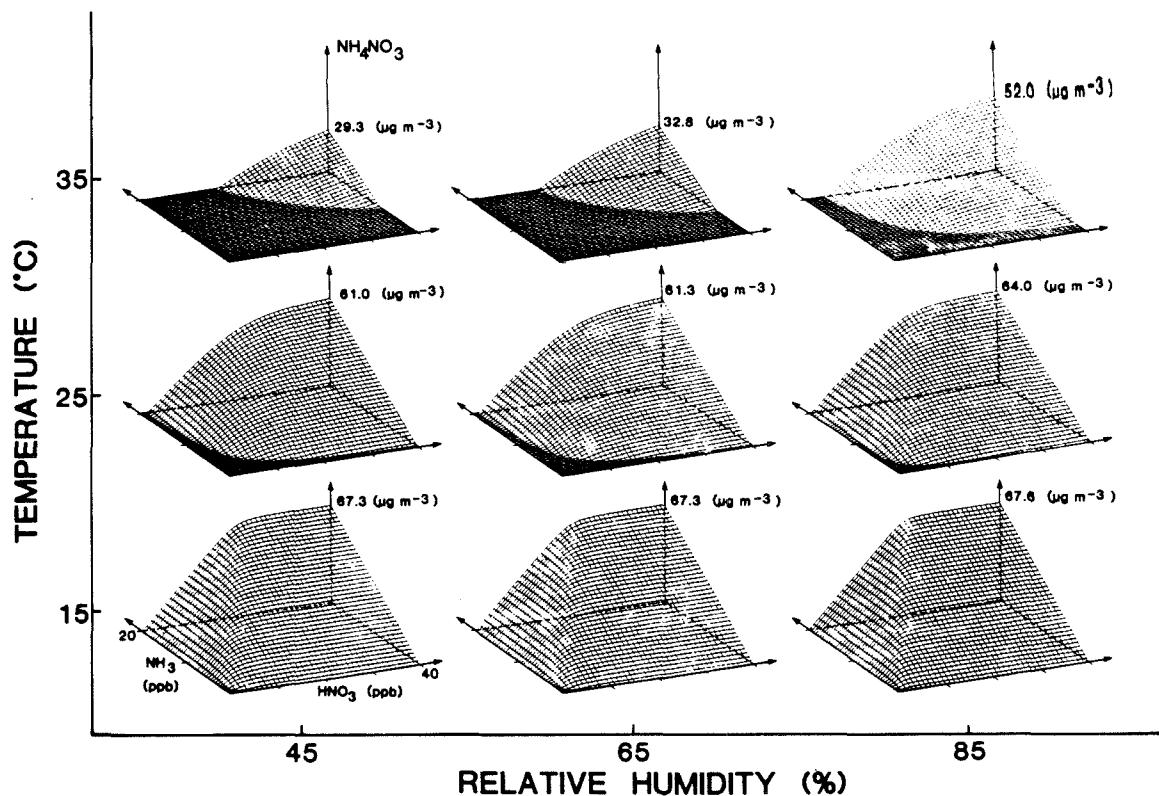 NH4NO3
29.3 (µg m-3)
32.8 (µg m-3)
52.0 (µg m-3)
35
61.0 (µg m-3)
61.3 (µg m-3)
64.0 (µg m-3)
25
67.3 (µg m-3)
67.3 (µg m-3)
67.6 (µg m-3)
15
20
NH3
(ppb)
HNO3 (ppb)
40
TEMPERATURE (°C)
45
65
85
RELATIVE HUMIDITY (%)